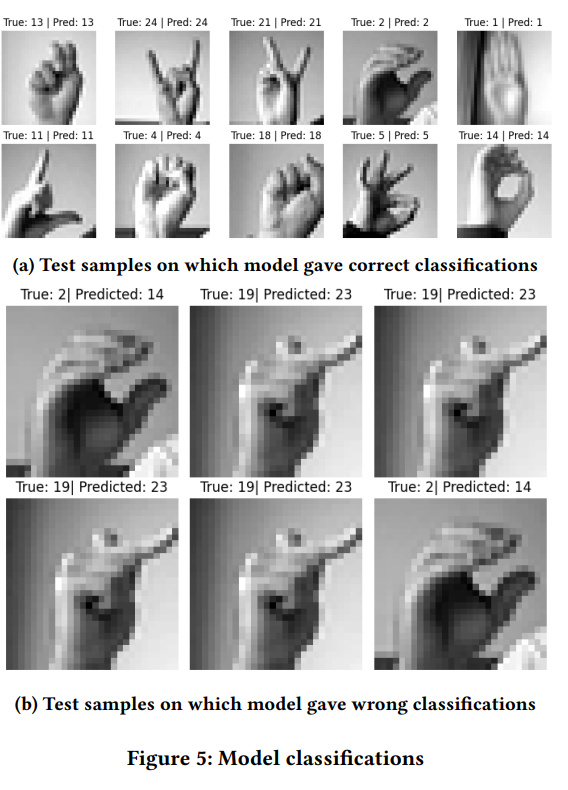 True: 13 | Pred: 13 True: 24 | Pred: 24 True: 21 | Pred: 21 True: 2 | Pred: 2 True: 1 | Pred: 1
True: 11 | Pred: 11 True: 4 | Pred: 4 True: 18 | Pred: 18 True: 5 | Pred: 5 True: 14 | Pred: 14
(a) Test samples on which model gave correct classifications
True: 2| Predicted: 14 True: 19| Predicted: 23 True: 19| Predicted: 23
True: 19| Predicted: 23 True: 19| Predicted: 23 True: 2| Predicted: 14
(b) Test samples on which model gave wrong classifications
Figure 5: Model classifications